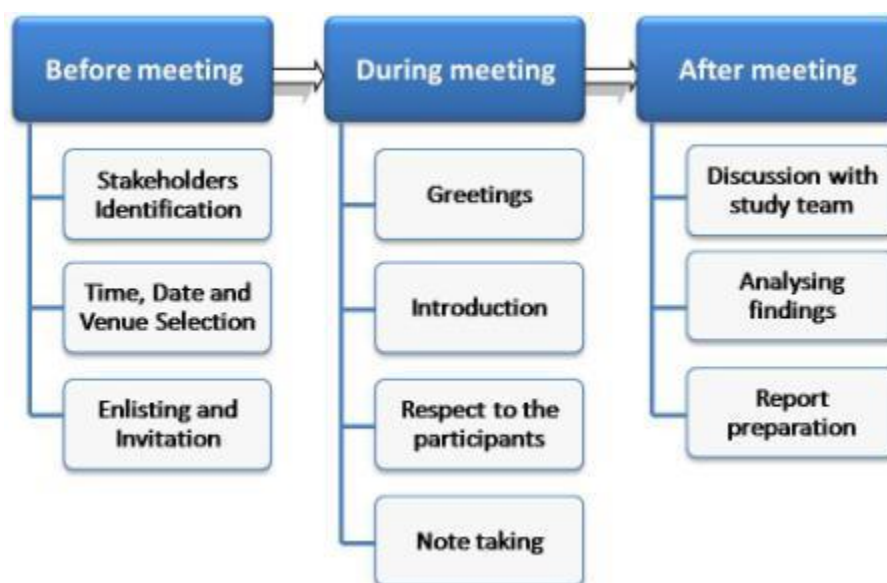 Before meeting
During meeting
After meeting
Stakeholders
Identification
Time, Date and
Venue Selection
Enlisting and
Invitation
Greetings
Introduction
Respect to the
participants
Note taking
Discussion with
study team
Analysing
findings
Report
preparation